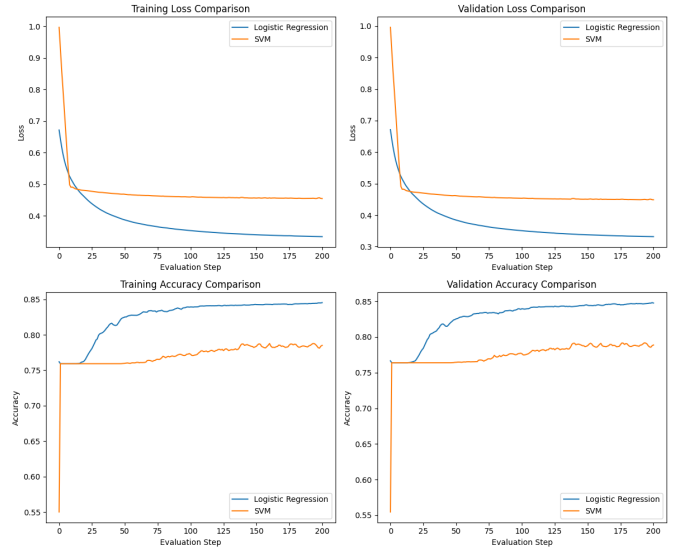 Training Loss Comparison
Logistic Regression
SVM
1.0
0.9
0.8
0.7
0.6
0.5
0.4
Loss
0 25 50 75 100 125 150 175 200
Evaluation Step
Validation Loss Comparison
Logistic Regression
SVM
1.0
0.9
0.8
0.7
0.6
0.5
0.4
0.3
Loss
0 25 50 75 100 125 150 175 200
Evaluation Step
Training Accuracy Comparison
0.85
0.80
0.75
0.70
0.65
0.60
0.55
Accuracy
Logistic Regression
SVM
0 25 50 75 100 125 150 175 200
Evaluation Step
Validation Accuracy Comparison
0.85
0.80
0.75
0.70
0.65
0.60
0.55
Accuracy
Logistic Regression
SVM
0 25 50 75 100 125 150 175 200
Evaluation Step